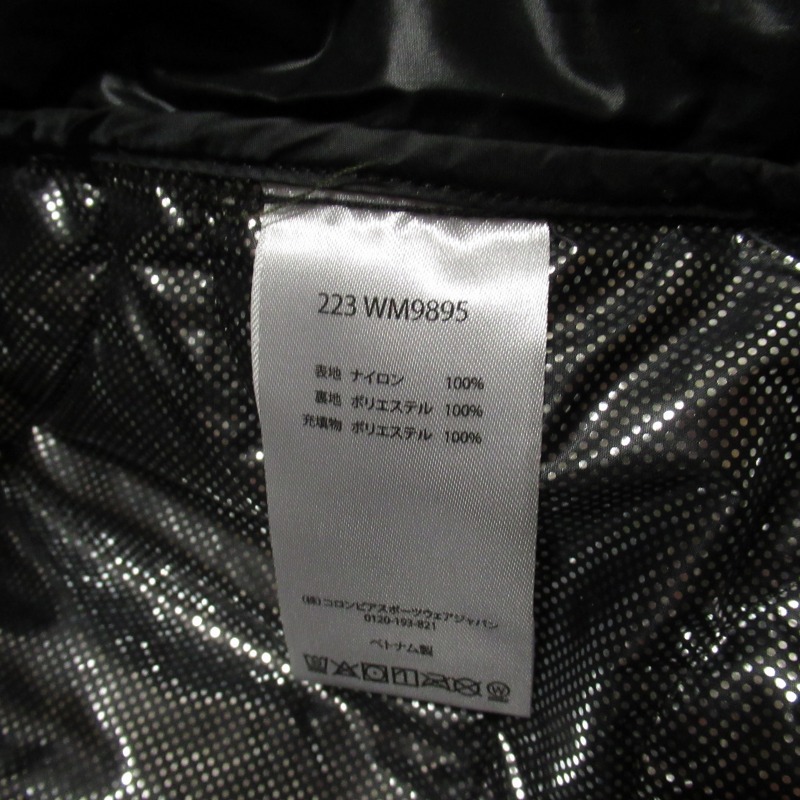 223 WM9895
表地 ナイロン 100%
裏地 ポリエステル 100%
充填物 ポリエステル 100%
(株)コロンビアスポーツウェアジャパン
0120-193-821
ベトナム製
W